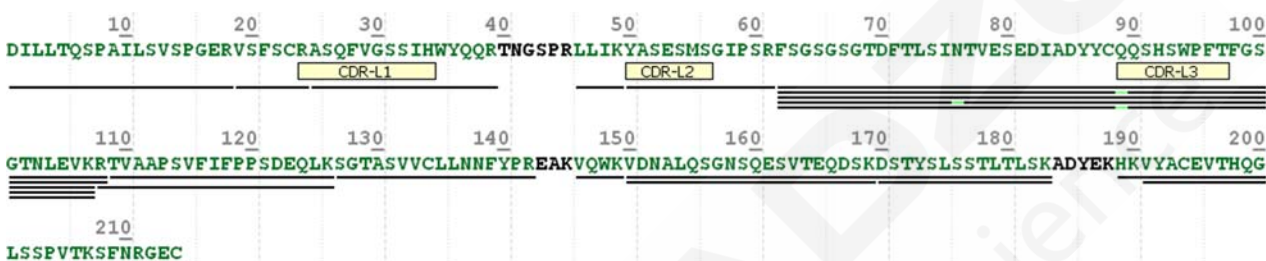 10 20 30 40 50 60 70 80 90 100
DILLTQSPAILSVSPGERVSFSCRASQFVGSSIHWYQQRTNGSPRLLIKYASESMSGIPSRFSGSGSGTDFTLSINTVESEDIADYYCQQSHSWPFTFGS
CDR-L1 CDR-L2 CDR-L3
110 120 130 140 150 160 170 180 190 200
GTNLEVKRTVAAPSVFIFPPSDEQLKSGTASVVCLLNNFYPREAKVQWKVDNALQSGNSQESVTEQDSKDSTYSLSSTLTLSKADYEKHKVYACEVTHQG
210
LSSPVTKSFNRGEC